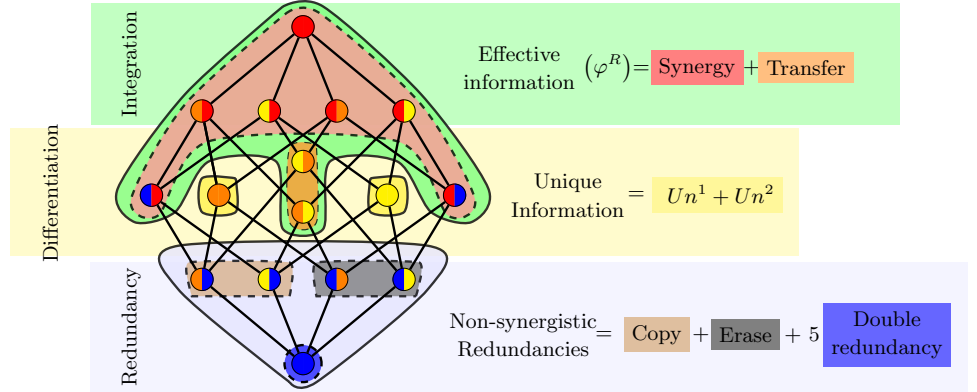 Integration
Effective
information (φ^R) = Synergy + Transfer
Differentiation
Unique
Information = Un^1 + Un^2
Redundancy
Non-synergistic
Redundancies = Copy + Erase + 5 Double
redundancy